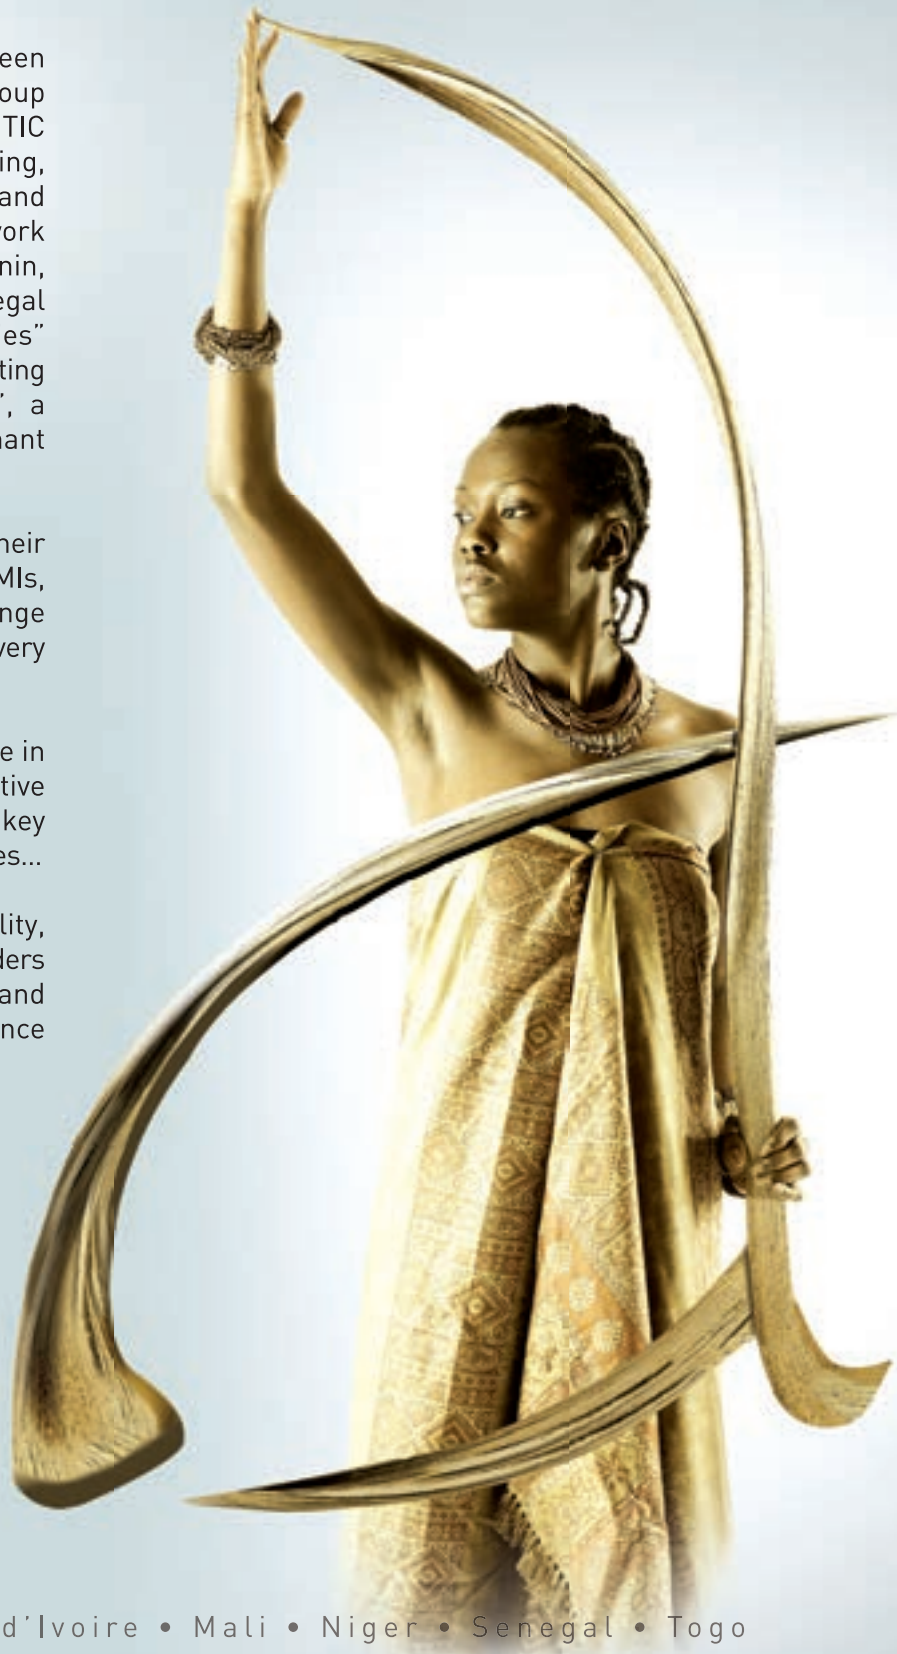 een
oup
TIC
ing,
and
ork
nin,
egal
es”
ting
”, a
nant
heir
MIs,
nge
very
e in
tive
key
es...
lity,
ders
and
nce
d'Ivoire • Mali • Niger • Senegal • Togo